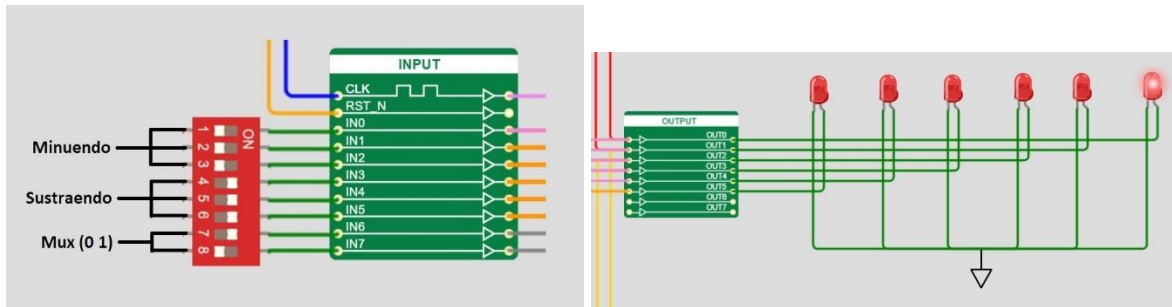 INPUT
CLK
RST_N
IN0
IN1
IN2
IN3
IN4
IN5
IN6
IN7
ON
1
2
3
4
5
6
7
8
Minuendo
Sustraendo
Mux (0 1)
OUTPUT
OUT0
OUT1
OUT2
OUT3
OUT4
OUT5
OUT6
OUT7